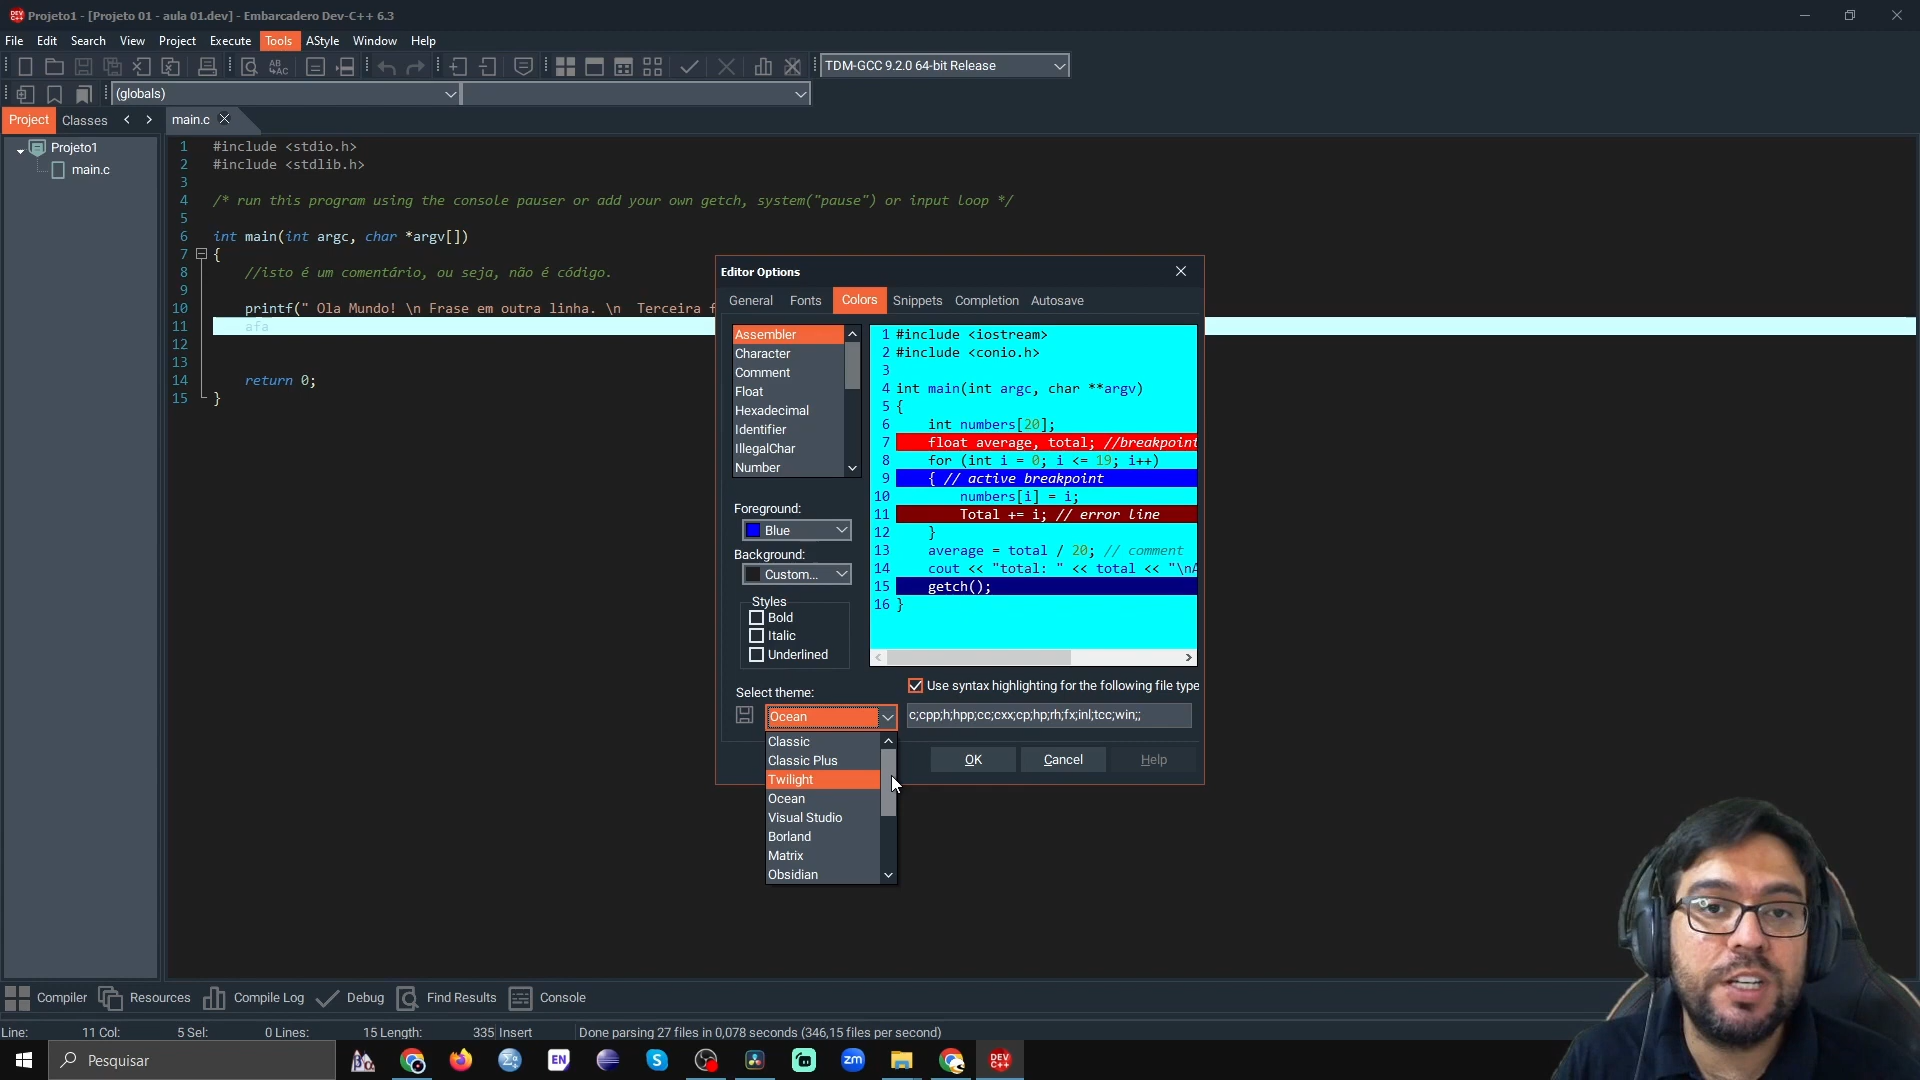 Projeto1 - [Projeto 01 - aula 01.dev] - Embarcadero Dev-C++ 6.3
File Edit Search View Project Execute Tools AStyle Window Help
TDM-GCC 9.2.0 64-bit Release
(globals)
Project Classes main.c
Projeto1
main.c
1 #include <stdio.h>
2 #include <stdlib.h>
3
4 /* run this program using the console pauser or add your own getch, system("pause") or input loop */
5
6 int main(int argc, char *argv[])
7 {
8 //isto é um comentário, ou seja, não é código.
9
10 printf(" Ola Mundo! \n Frase em outra linha. \n Terceira f
11 afa
12
13
14 return 0;
15 }
Editor Options
General Fonts Colors Snippets Completion Autosave
Assembler
Character
Comment
Float
Hexadecimal
Identifier
IllegalChar
Number
Foreground:
Blue
Background:
Custom...
Styles
Bold
Italic
Underlined
1 #include <iostream>
2 #include <conio.h>
3
4 int main(int argc, char **argv)
5 {
6 int numbers[20];
7 float average, total; //breakpoint
8 for (int i = 0; i <= 19; i++)
9 { // active breakpoint
10 numbers[i] = i;
11 Total += i; // error line
12 }
13 average = total / 20; // comment
14 cout << "total: " << total << "\nA
15 getch();
16 }
Select theme:
Ocean
Use syntax highlighting for the following file type
c;cpp;h;hpp;cc;cxx;cp;hp;rh;fx;inl;tcc;win;;
Classic
Classic Plus
Twilight
Ocean
Visual Studio
Borland
Matrix
Obsidian
OK Cancel Help
Compiler Resources Compile Log Debug Find Results Console
Line: 11 Col: 5 Sel: 0 Lines: 15 Length: 335 Insert Done parsing 27 files in 0,078 seconds (346,15 files per second)
Pesquisar
EN
zm
DEV C++